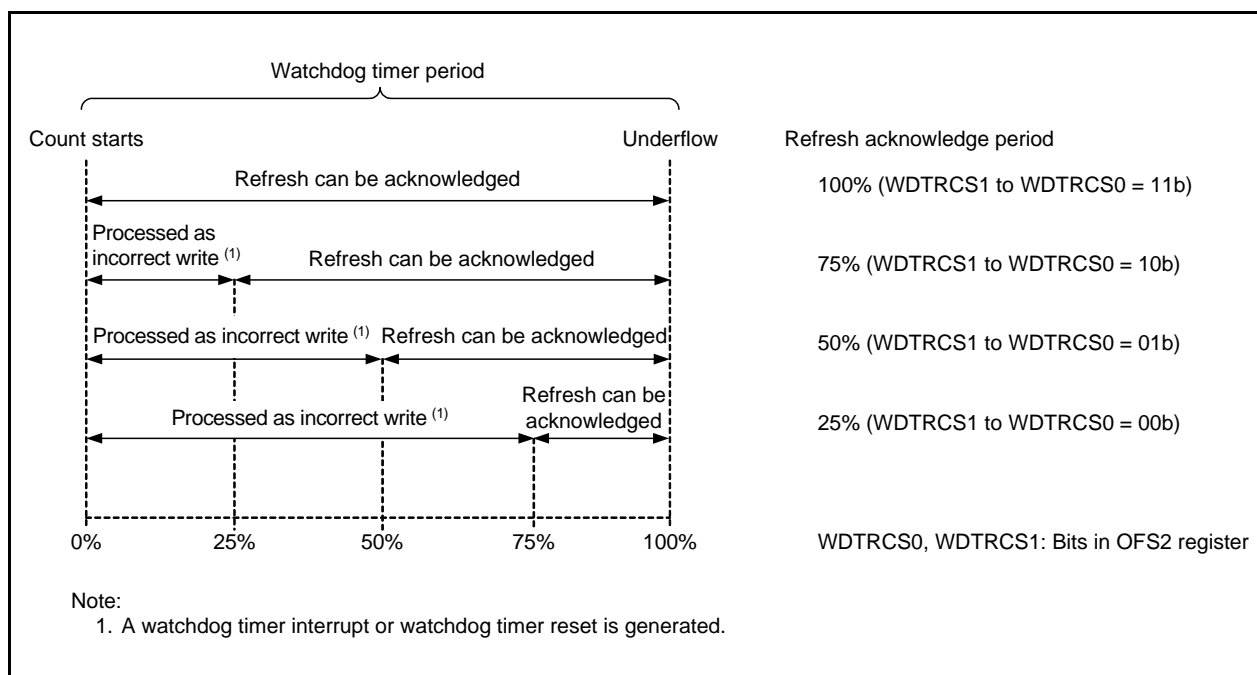 Watchdog timer period
Count starts
Underflow
Refresh acknowledge period
Refresh can be acknowledged
100% (WDTRCS1 to WDTRCS0 = 11b)
Processed as
incorrect write (1)
Refresh can be acknowledged
75% (WDTRCS1 to WDTRCS0 = 10b)
Processed as incorrect write (1)
Refresh can be acknowledged
50% (WDTRCS1 to WDTRCS0 = 01b)
Processed as incorrect write (1)
Refresh can be
acknowledged
25% (WDTRCS1 to WDTRCS0 = 00b)
0%
25%
50%
75%
100%
WDTRCS0, WDTRCS1: Bits in OFS2 register
Note:
1. A watchdog timer interrupt or watchdog timer reset is generated.